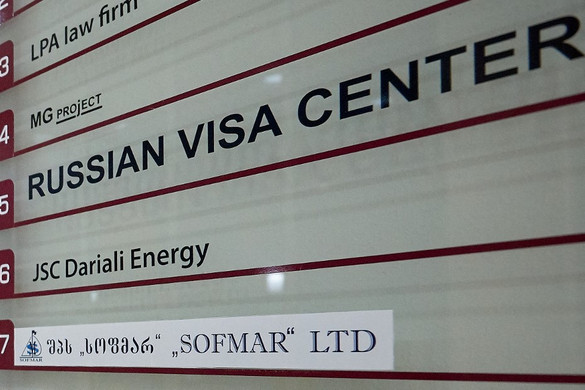 LPA law firm
3
MG PROJECT
4
RUSSIAN VISA CENTER
5
JSC Dariali Energy
6
SOFMAR შპს „სოფმარ“ „SOFMAR“ LTD
7